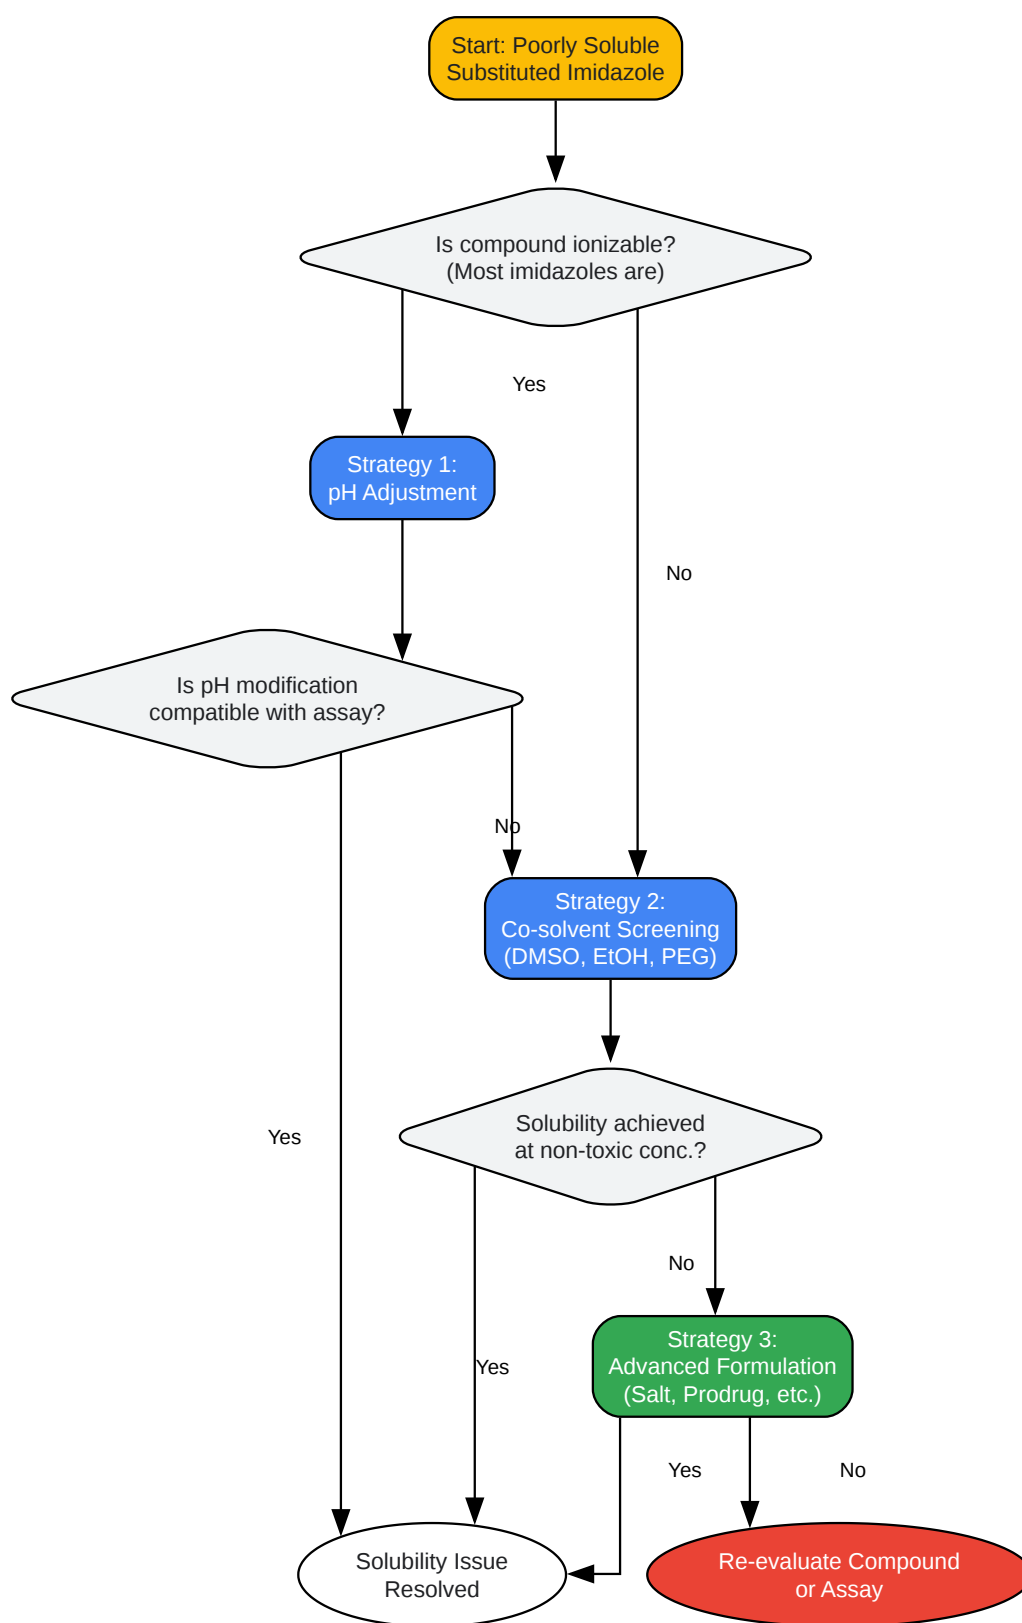 Start: Poorly Soluble
Substituted Imidazole
Is compound ionizable?
(Most imidazoles are)
Yes
Strategy 1:
pH Adjustment
No
Is pH modification
compatible with assay?
No
Strategy 2:
Co-solvent Screening
(DMSO, EtOH, PEG)
Solubility achieved
at non-toxic conc.?
Yes
No
Strategy 3:
Advanced Formulation
(Salt, Prodrug, etc.)
Yes
Yes
No
Solubility Issue
Resolved
Re-evaluate Compound
or Assay